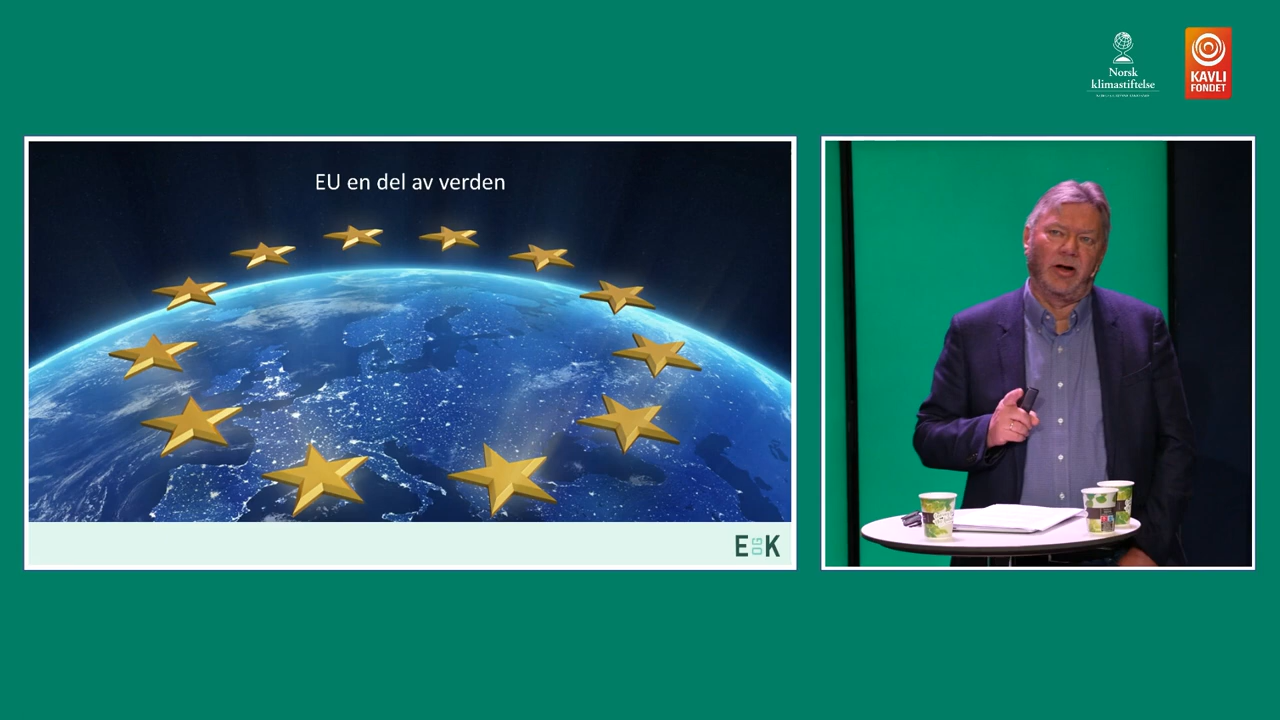 Norsk
klimastiftelse
KAVLI
FONDET
EU en del av verden
E OG K